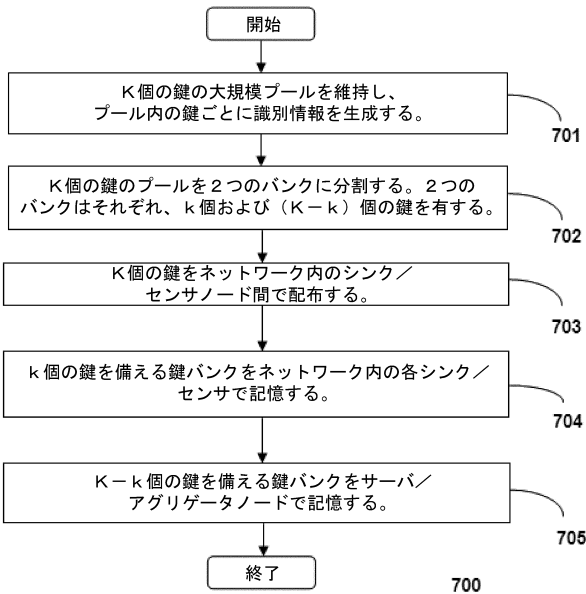 開始
K個の鍵の大規模プールを維持し、
プール内の鍵ごとに識別情報を生成する。
701
K個の鍵のプールを２つのバンクに分割する。２つの
バンクはそれぞれ、k個および（K－k）個の鍵を有する。
702
K個の鍵をネットワーク内のシンク／
センサノード間で配布する。
703
k個の鍵を備える鍵バンクをネットワーク内の各シンク／
センサで記憶する。
704
K－k個の鍵を備える鍵バンクをサーバ／
アグリゲータノードで記憶する。
705
終了
700